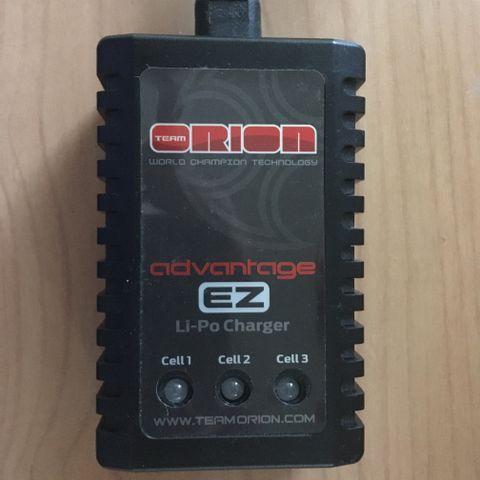 TEAM ORION
WORLD CHAMPION TECHNOLOGY
advantage
EZ
Li-Po Charger
Cell 1 Cell 2 Cell 3
WWW.TEAMORION.COM